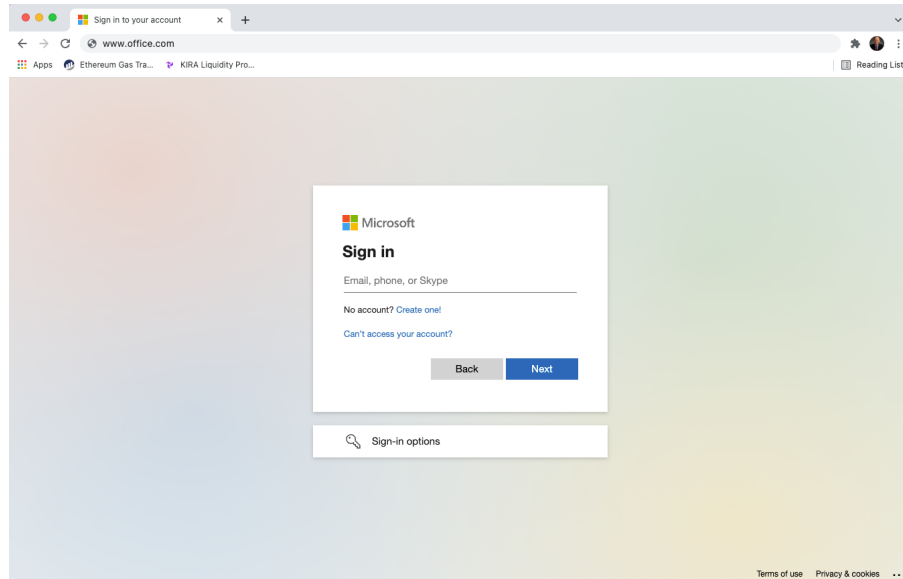 Sign in to your account
www.office.com
Apps Ethereum Gas Tra... KIRA Liquidity Pro... Reading List
Microsoft
Sign in
Email, phone, or Skype
No account? Create one!
Can't access your account?
Back Next
Sign-in options
Terms of use Privacy & cookies ..